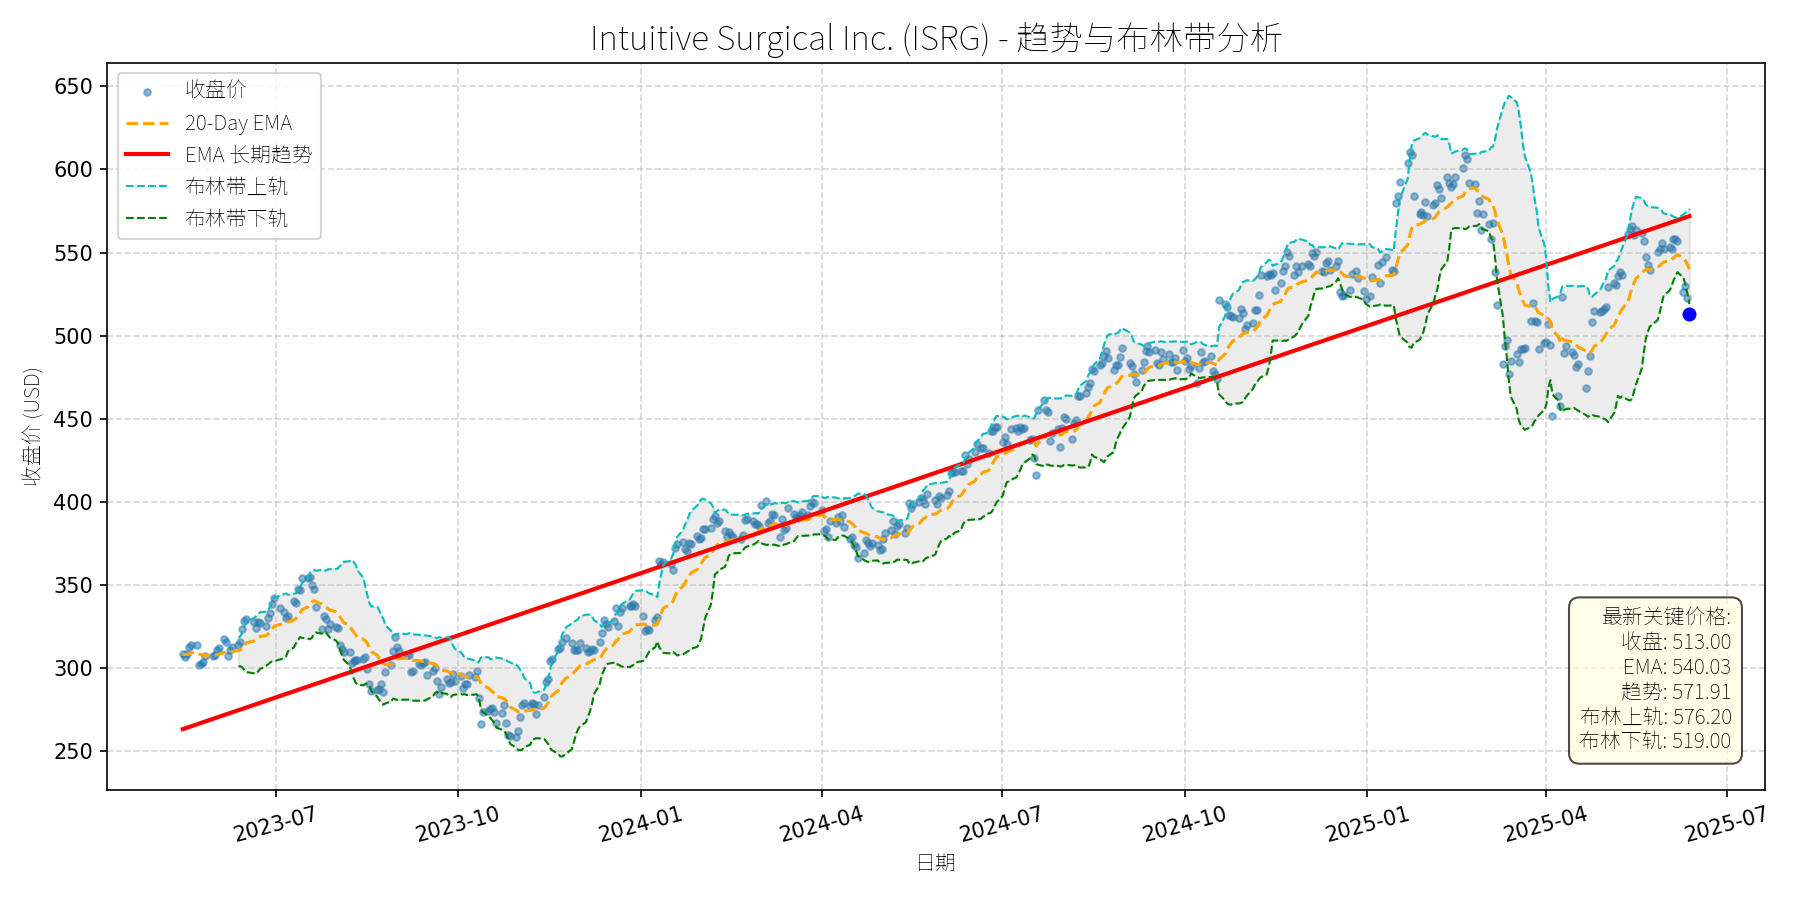 Intuitive Surgical Inc. (ISRG) - 趋势与布林带分析
收盘价
20-Day EMA
EMA 长期趋势
布林带上轨
布林带下轨
650
600
550
500
450
400
350
300
250
收盘价 (USD)
最新关键价格:
收盘: 513.00
EMA: 540.03
趋势: 571.91
布林上轨: 576.20
布林下轨: 519.00
2023-07
2023-10
2024-01
2024-04
2024-07
2024-10
2025-01
2025-04
2025-07
日期